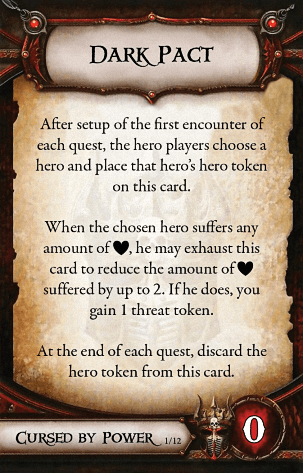 Dark Pact
After setup of the first encounter of
each quest, the hero players choose a
hero and place that hero's hero token
on this card.
When the chosen hero suffers any
amount of ♥, he may exhaust this
card to reduce the amount of ♥
suffered by up to 2. If he does, you
gain 1 threat token.
At the end of each quest, discard the
hero token from this card.
Cursed by Power 1/12
0